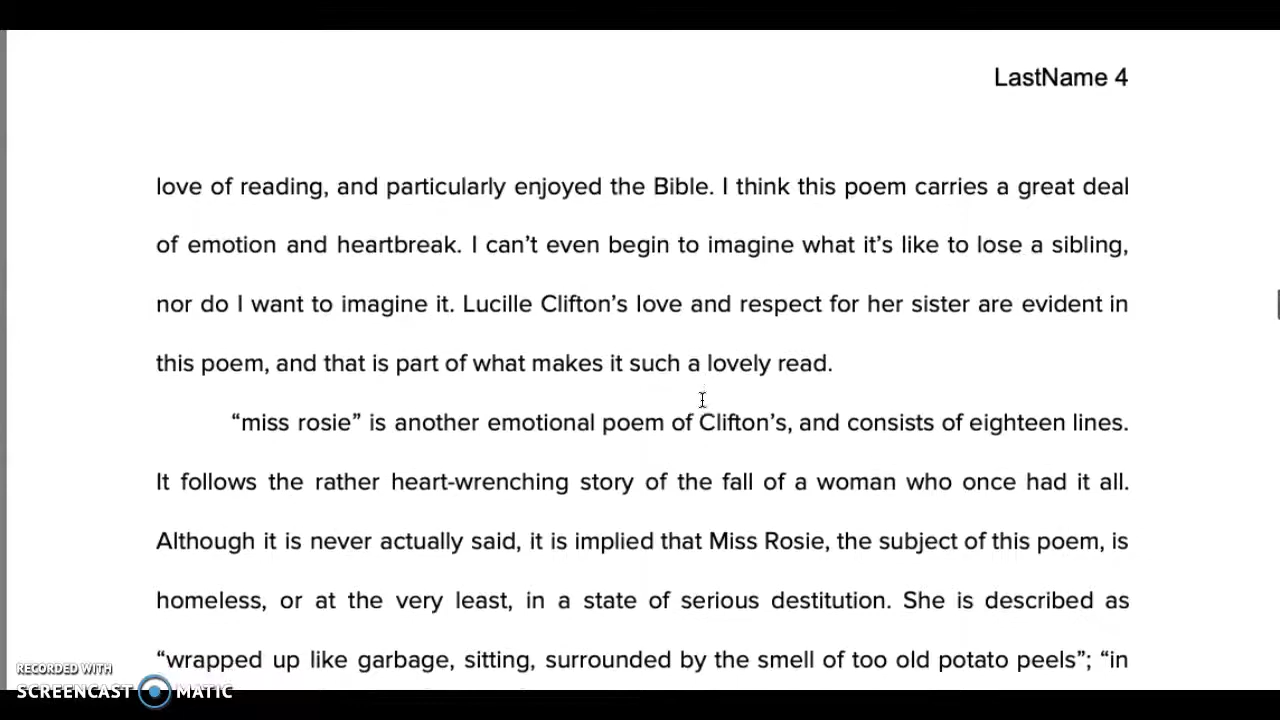 LastName 4
love of reading, and particularly enjoyed the Bible. I think this poem carries a great deal
of emotion and heartbreak. I can’t even begin to imagine what it’s like to lose a sibling,
nor do I want to imagine it. Lucille Clifton’s love and respect for her sister are evident in
this poem, and that is part of what makes it such a lovely read.
“miss rosie” is another emotional poem of Clifton’s, and consists of eighteen lines.
It follows the rather heart-wrenching story of the fall of a woman who once had it all.
Although it is never actually said, it is implied that Miss Rosie, the subject of this poem, is
homeless, or at the very least, in a state of serious destitution. She is described as
“wrapped up like garbage, sitting, surrounded by the smell of too old potato peels”; “in
RECORDED WITH
SCREENCAST MATIC